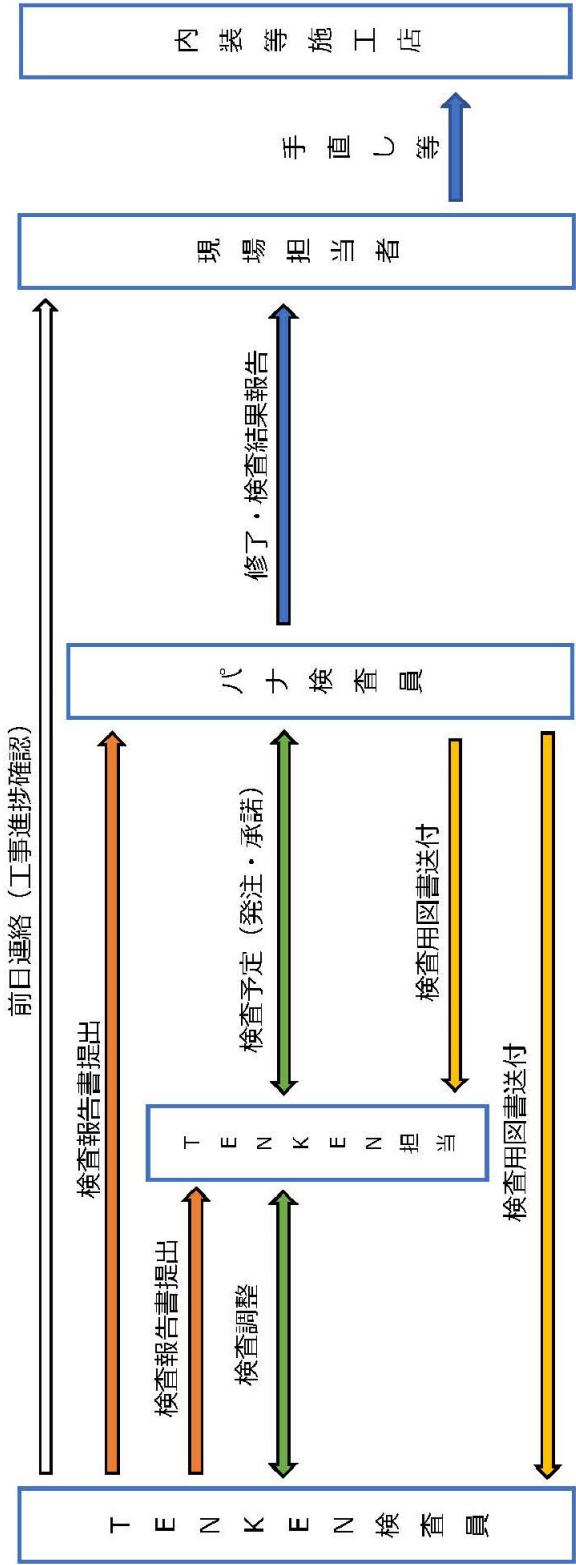 前日連絡（工事進捗確認）
検査報告書提出
検査報告書提出
検査調整
検査予定（発注・承諾）
検査用図書送付
検査用図書送付
修了・検査結果報告
手直し等
TENKEN検査員
TENKEN担当
パナ検査員
現場担当者
内装等施工店